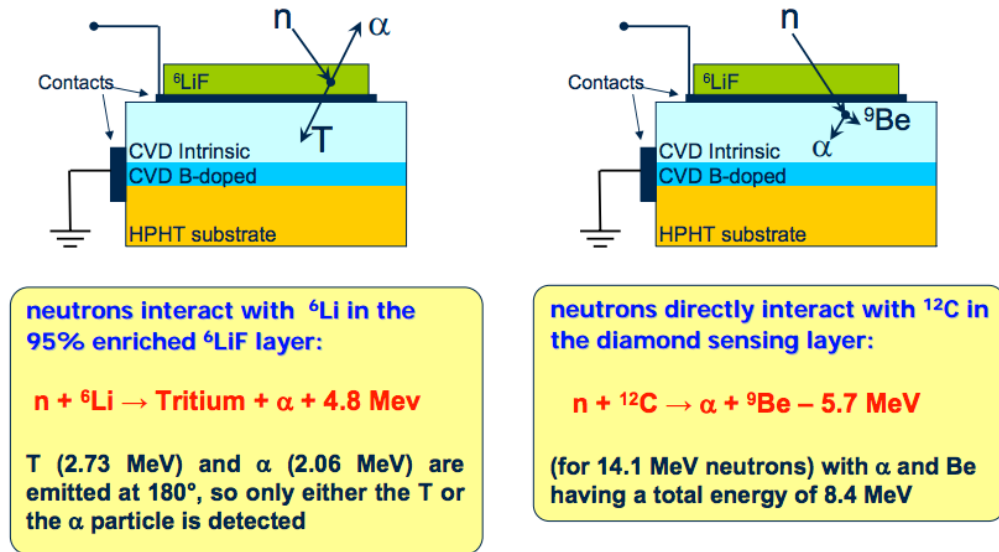 n
α
⁶LiF
Contacts
T
CVD Intrinsic
CVD B-doped
HPHT substrate
neutrons interact with ⁶Li in the
95% enriched ⁶LiF layer:
n + ⁶Li → Tritium + α + 4.8 Mev
T (2.73 MeV) and α (2.06 MeV) are
emitted at 180°, so only either the T or
the α particle is detected
n
⁶LiF
Contacts
⁹Be
α
CVD Intrinsic
CVD B-doped
HPHT substrate
neutrons directly interact with ¹²C in
the diamond sensing layer:
n + ¹²C → α + ⁹Be – 5.7 MeV
(for 14.1 MeV neutrons) with α and Be
having a total energy of 8.4 MeV